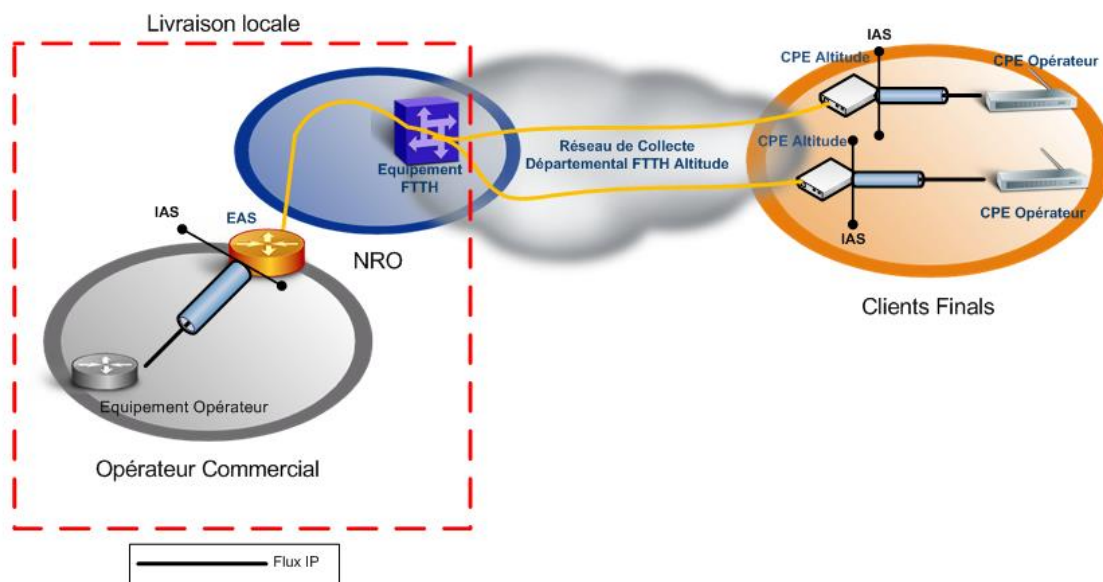 Livraison locale
IAS
CPE Altitude
CPE Opérateur
Réseau de Collecte
Départemental FTTH Altitude
Equipement
FTTH
CPE Altitude
IAS
CPE Opérateur
IAS
EAS
NRO
Clients Finals
Equipement Opérateur
Opérateur Commercial
Flux IP